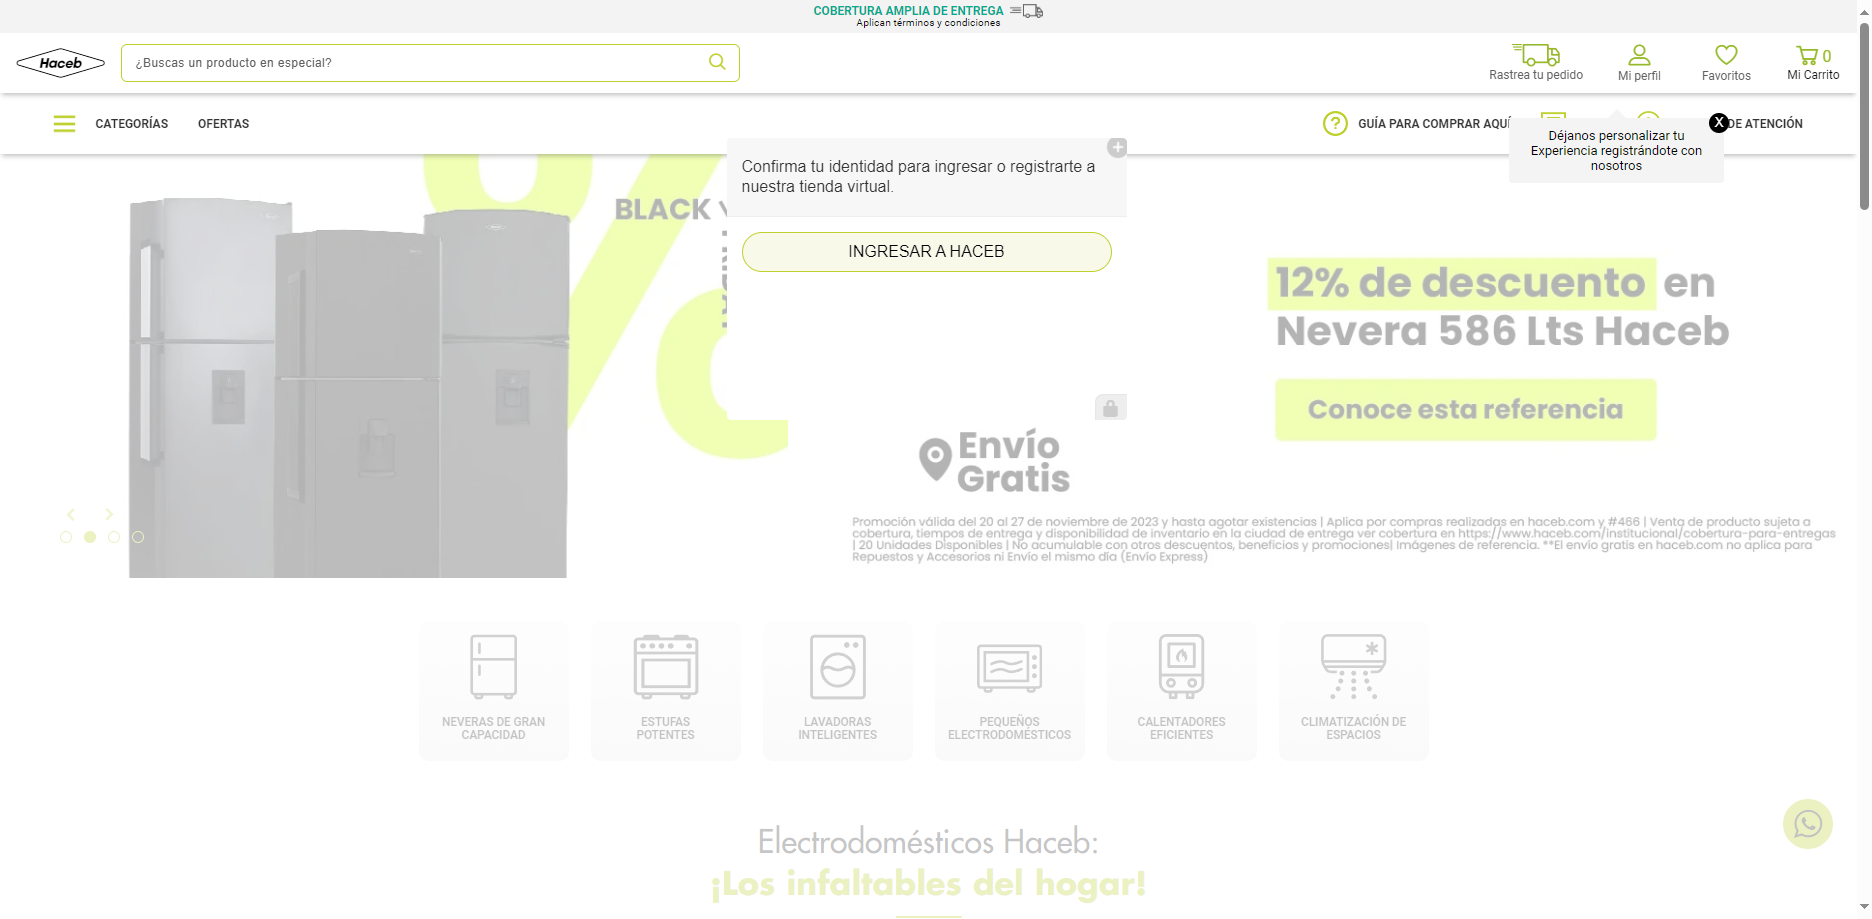 COBERTURA AMPLIA DE ENTREGA
Aplican términos y condiciones
Haceb
¿Buscas un producto en especial?
Rastrea tu pedido
Mi perfil
Favoritos
0
Mi Carrito
CATEGORÍAS
OFERTAS
GUÍA PARA COMPRAR AQUÍ
DE ATENCIÓN
X
Déjanos personalizar tu
Experiencia registrándote con
nosotros
Confirma tu identidad para ingresar o registrarte a
nuestra tienda virtual.
INGRESAR A HACEB
BLACK
%
12% de descuento en
Nevera 586 Lts Haceb
Conoce esta referencia
Envío
Gratis
Promoción válida del 20 al 27 de noviembre de 2023 y hasta agotar existencias | Aplica por compras realizadas en haceb.com y #466 | Venta de producto sujeta a
cobertura, tiempos de entrega y disponibilidad de inventario en la ciudad de entrega ver cobertura en https://www.haceb.com/institucional/cobertura-para-entregas
| 20 Unidades Disponibles | No acumulable con otros descuentos, beneficios y promociones| Imágenes de referencia. **El envío gratis en haceb.com no aplica para
Repuestos y Accesorios ni Envío el mismo día (Envío Express)
NEVERAS DE GRAN
CAPACIDAD
ESTUFAS
POTENTES
LAVADORAS
INTELIGENTES
PEQUEÑOS
ELECTRODOMÉSTICOS
CALENTADORES
EFICIENTES
CLIMATIZACIÓN DE
ESPACIOS
Electrodomésticos Haceb:
¡Los infaltables del hogar!